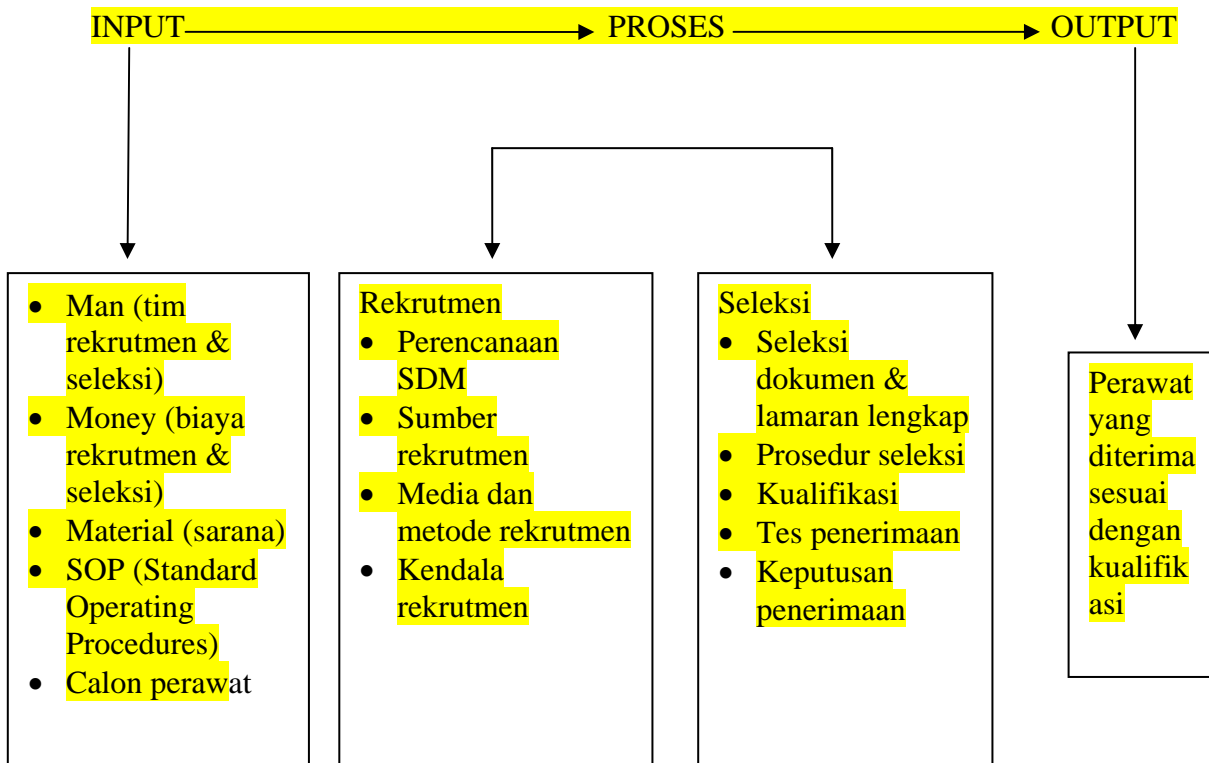 INPUT PROSES OUTPUT
• Man (tim
rekrutmen &
seleksi)
• Money (biaya
rekrutmen &
seleksi)
• Material (sarana)
• SOP (Standard
Operating
Procedures)
• Calon perawat
Rekrutmen
• Perencanaan
SDM
• Sumber
rekrutmen
• Media dan
metode rekrutmen
• Kendala
rekrutmen
Seleksi
• Seleksi
dokumen &
lamaran lengkap
• Prosedur seleksi
• Kualifikasi
• Tes penerimaan
• Keputusan
penerimaan
Perawat
yang
diterima
sesuai
dengan
kualifik
asi